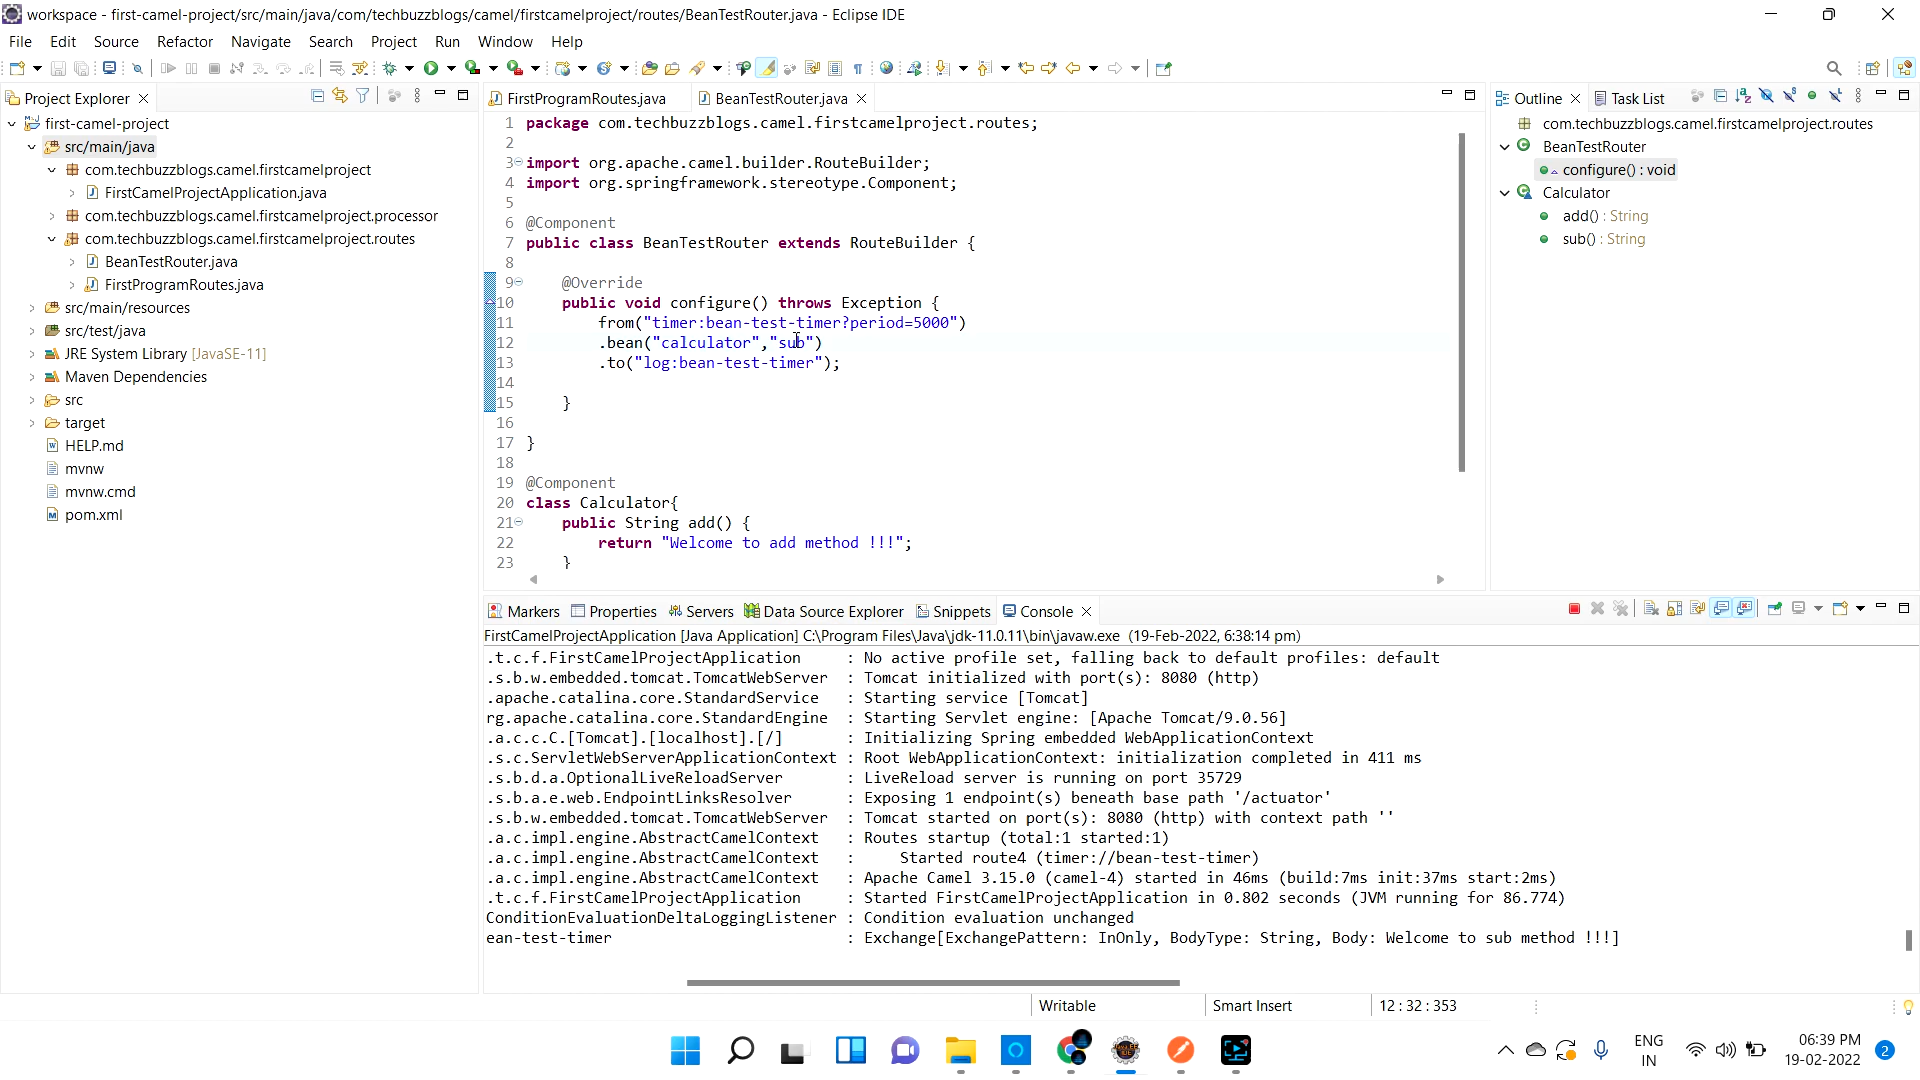 workspace - first-camel-project/src/main/java/com/techbuzzblogs/camel/firstcamelproject/routes/BeanTestRouter.java - Eclipse IDE
File Edit Source Refactor Navigate Search Project Run Window Help
Project Explorer
first-camel-project
src/main/java
com.techbuzzblogs.camel.firstcamelproject
FirstCamelProjectApplication.java
com.techbuzzblogs.camel.firstcamelproject.processor
com.techbuzzblogs.camel.firstcamelproject.routes
BeanTestRouter.java
FirstProgramRoutes.java
src/main/resources
src/test/java
JRE System Library [JavaSE-11]
Maven Dependencies
src
target
HELP.md
mvnw
mvnw.cmd
pom.xml
FirstProgramRoutes.java BeanTestRouter.java
1 package com.techbuzzblogs.camel.firstcamelproject.routes;
2
3 import org.apache.camel.builder.RouteBuilder;
4 import org.springframework.stereotype.Component;
5
6 @Component
7 public class BeanTestRouter extends RouteBuilder {
8
9 @Override
10 public void configure() throws Exception {
11 from("timer:bean-test-timer?period=5000")
12 .bean("calculator","sub")
13 .to("log:bean-test-timer");
14
15 }
16
17 }
18
19 @Component
20 class Calculator{
21 public String add() {
22 return "Welcome to add method !!!";
23 }
Outline Task List
com.techbuzzblogs.camel.firstcamelproject.routes
BeanTestRouter
configure() : void
Calculator
add() : String
sub() : String
Markers Properties Servers Data Source Explorer Snippets Console
FirstCamelProjectApplication [Java Application] C:\Program Files\Java\jdk-11.0.11\bin\javaw.exe (19-Feb-2022, 6:38:14 pm)
.t.c.f.FirstCamelProjectApplication : No active profile set, falling back to default profiles: default
.s.b.w.embedded.tomcat.TomcatWebServer : Tomcat initialized with port(s): 8080 (http)
.apache.catalina.core.StandardService : Starting service [Tomcat]
rg.apache.catalina.core.StandardEngine : Starting Servlet engine: [Apache Tomcat/9.0.56]
.a.c.c.C.[Tomcat].[localhost].[/] : Initializing Spring embedded WebApplicationContext
.s.c.ServletWebServerApplicationContext : Root WebApplicationContext: initialization completed in 411 ms
.s.b.d.a.OptionalLiveReloadServer : LiveReload server is running on port 35729
.s.b.a.e.web.EndpointLinksResolver : Exposing 1 endpoint(s) beneath base path '/actuator'
.s.b.w.embedded.tomcat.TomcatWebServer : Tomcat started on port(s): 8080 (http) with context path ''
.a.c.impl.engine.AbstractCamelContext : Routes startup (total:1 started:1)
.a.c.impl.engine.AbstractCamelContext : Started route4 (timer://bean-test-timer)
.a.c.impl.engine.AbstractCamelContext : Apache Camel 3.15.0 (camel-4) started in 46ms (build:7ms init:37ms start:2ms)
.t.c.f.FirstCamelProjectApplication : Started FirstCamelProjectApplication in 0.802 seconds (JVM running for 86.774)
ConditionEvaluationDeltaLoggingListener : Condition evaluation unchanged
ean-test-timer : Exchange[ExchangePattern: InOnly, BodyType: String, Body: Welcome to sub method !!!]
Writable Smart Insert 12 : 32 : 353
ENG
IN
06:39 PM
19-02-2022
2